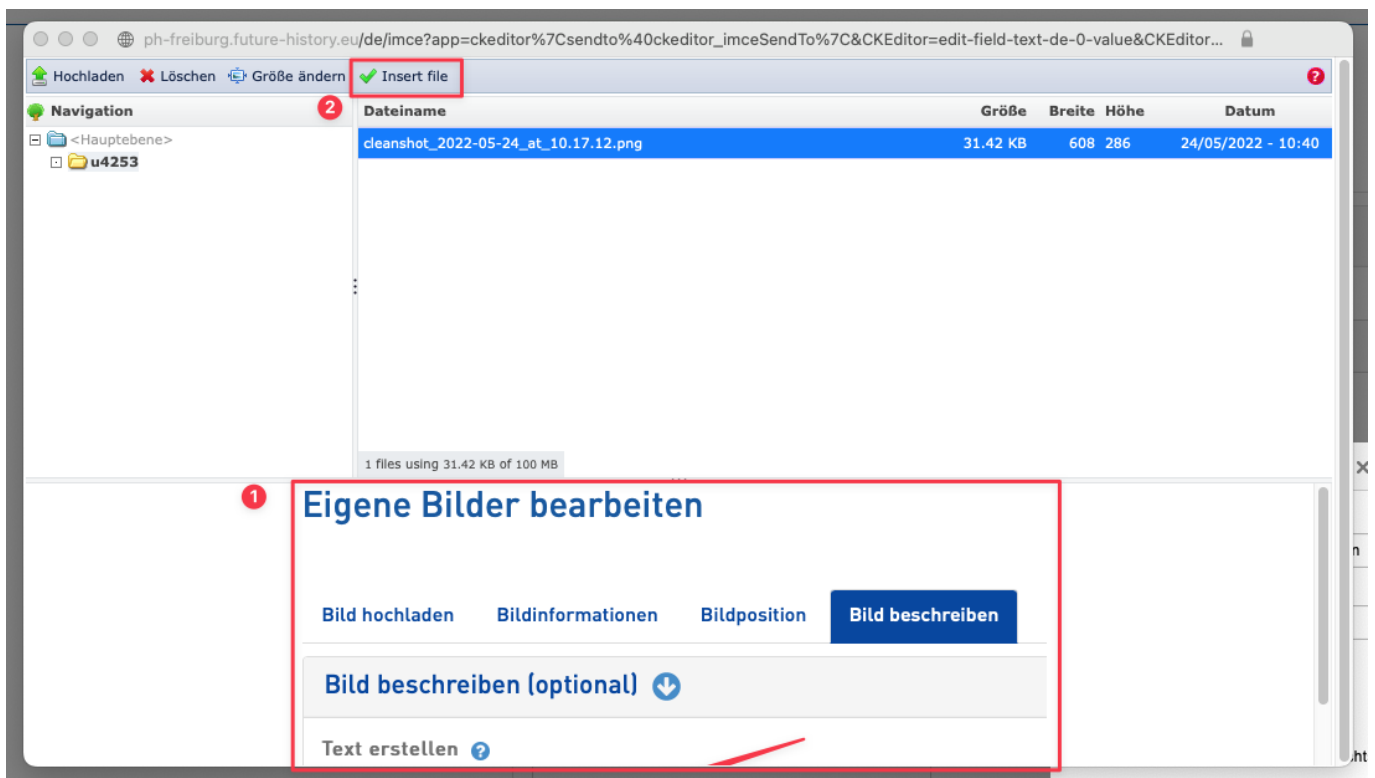 ph-freiburg.future-history.eu/de/imce?app=ckeditor%7Csendto%40ckeditor_imceSendTo%7C&CKEditor=edit-field-text-de-0-value&CKEditor...
Hochladen Löschen Größe ändern Insert file ?
Navigation 2 Dateiname Größe Breite Höhe Datum
<Hauptebene>
cleanshot_2022-05-24_at_10.17.12.png 31.42 KB 608 286 24/05/2022 - 10:40
u4253
1 files using 31.42 KB of 100 MB
1
Eigene Bilder bearbeiten
n
Bild hochladen Bildinformationen Bildposition Bild beschreiben
Bild beschreiben (optional)
Text erstellen ?
ht